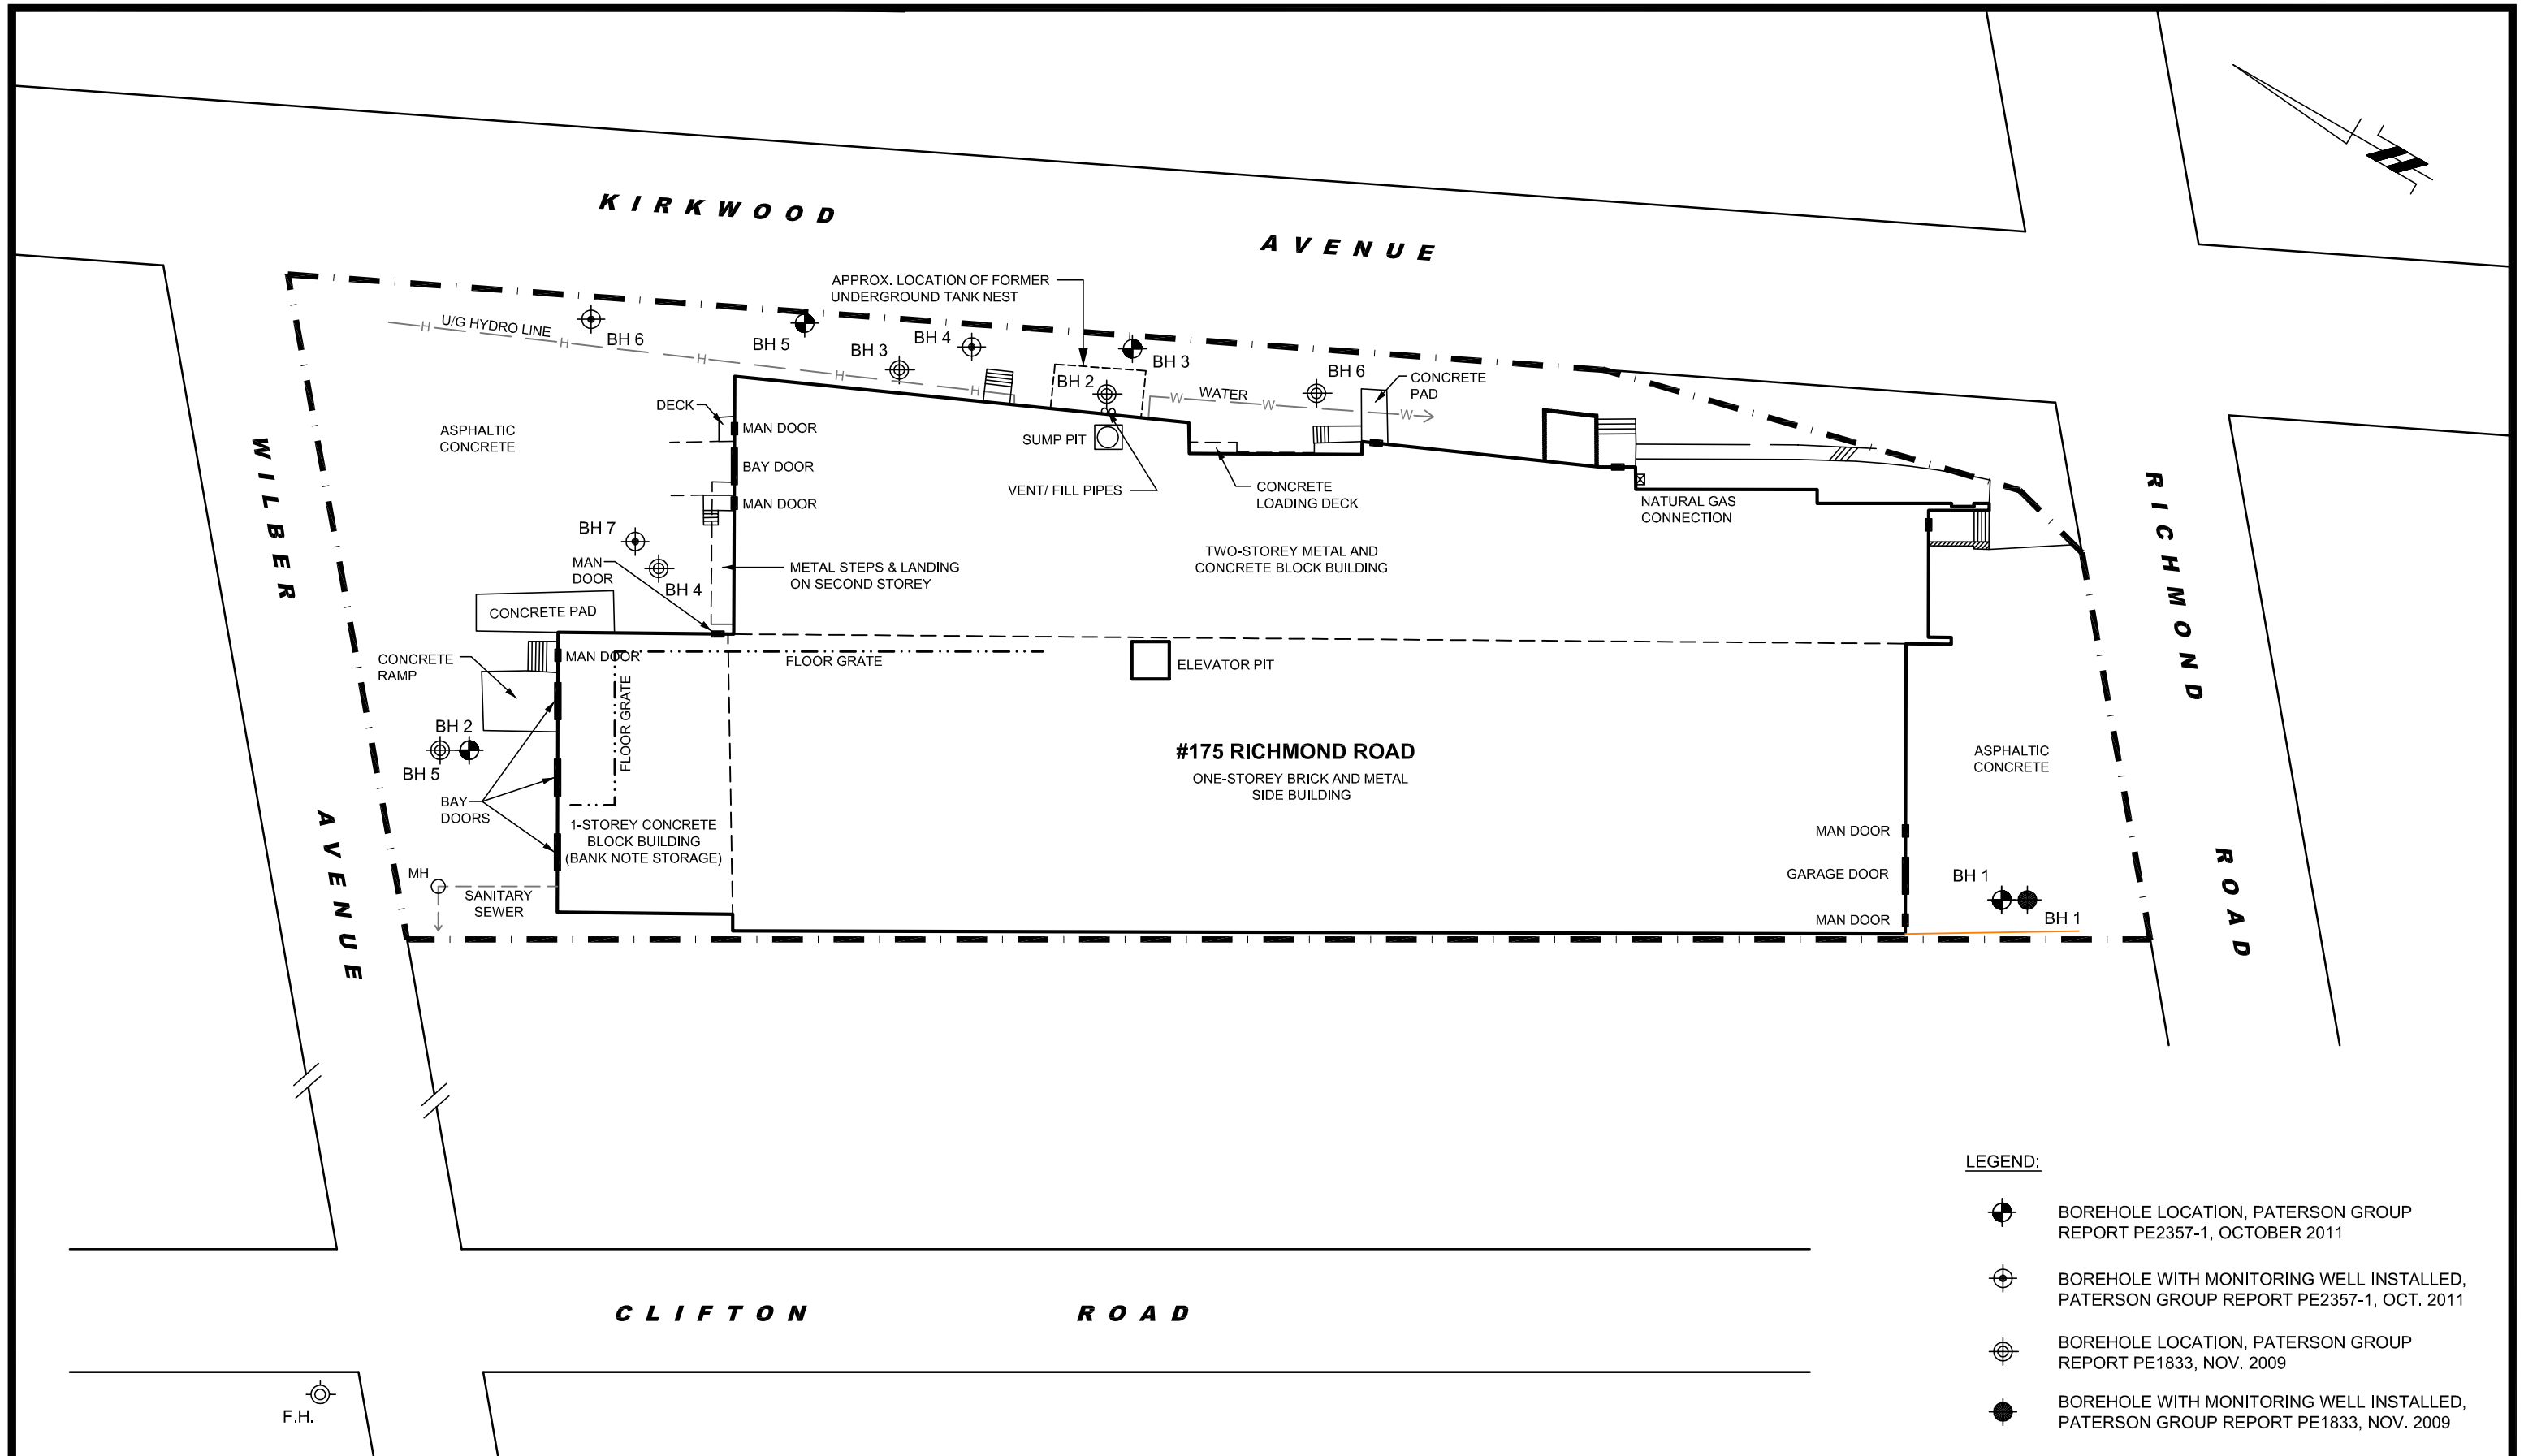 KIRKWOOD AVENUE
APPROX. LOCATION OF FORMER
UNDERGROUND TANK NEST
U/G HYDRO LINE
H
H
H
H
H
BH 6
BH 5
BH 3
BH 4
BH 3
BH 2
BH 6
WATER
W
W
W
CONCRETE
PAD
DECK
ASPHALTIC
CONCRETE
MAN DOOR
BAY DOOR
MAN DOOR
SUMP PIT
VENT/ FILL PIPES
CONCRETE
LOADING DECK
NATURAL GAS
CONNECTION
WILBER AVENUE
RICHMOND ROAD
BH 7
MAN
DOOR
BH 4
METAL STEPS & LANDING
ON SECOND STOREY
TWO-STOREY METAL AND
CONCRETE BLOCK BUILDING
CONCRETE PAD
CONCRETE
RAMP
MAN DOOR
FLOOR GRATE
FLOOR GRATE
ELEVATOR PIT
BH 2
BH 5
BAY
DOORS
#175 RICHMOND ROAD
ONE-STOREY BRICK AND METAL
SIDE BUILDING
ASPHALTIC
CONCRETE
1-STOREY CONCRETE
BLOCK BUILDING
(BANK NOTE STORAGE)
MH
SANITARY
SEWER
MAN DOOR
GARAGE DOOR
MAN DOOR
BH 1
BH 1
CLIFTON ROAD
F.H.
LEGEND:
BOREHOLE LOCATION, PATERSON GROUP
REPORT PE2357-1, OCTOBER 2011
BOREHOLE WITH MONITORING WELL INSTALLED,
PATERSON GROUP REPORT PE2357-1, OCT. 2011
BOREHOLE LOCATION, PATERSON GROUP
REPORT PE1833, NOV. 2009
BOREHOLE WITH MONITORING WELL INSTALLED,
PATERSON GROUP REPORT PE1833, NOV. 2009